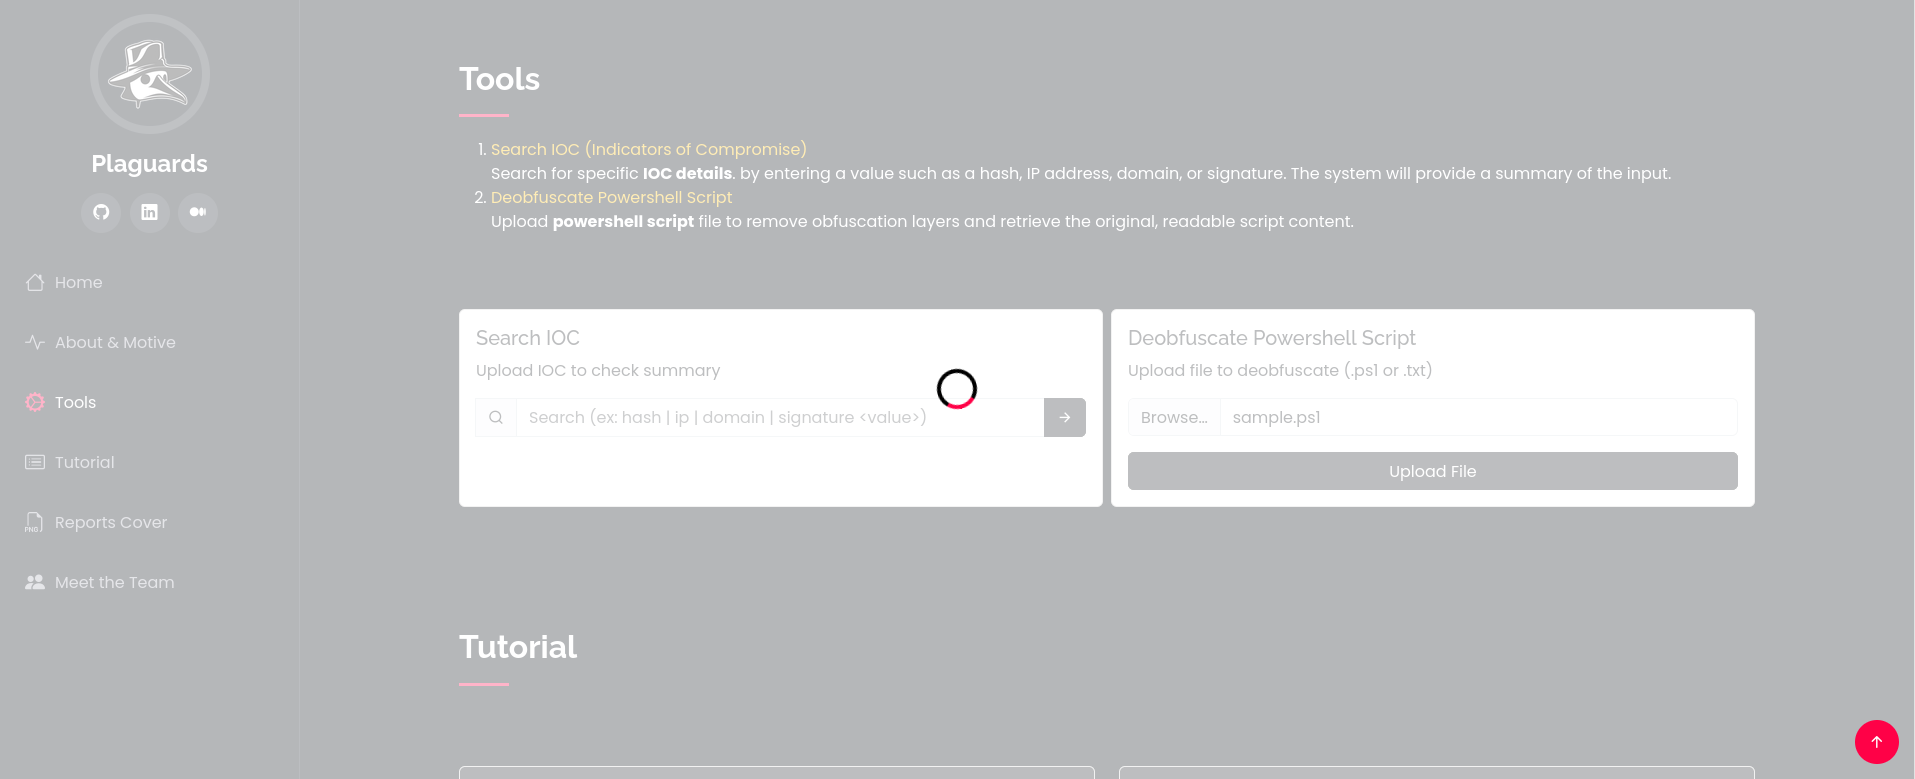 Plaguards
Home
About & Motive
Tools
Tutorial
PNG
Reports Cover
Meet the Team
Tools
1. Search IOC (Indicators of Compromise)
Search for specific IOC details. by entering a value such as a hash, IP address, domain, or signature. The system will provide a summary of the input.
2. Deobfuscate Powershell Script
Upload powershell script file to remove obfuscation layers and retrieve the original, readable script content.
Search IOC
Upload IOC to check summary
Search (ex: hash | ip | domain | signature <value>)
Deobfuscate Powershell Script
Upload file to deobfuscate (.ps1 or .txt)
Browse... sample.ps1
Upload File
Tutorial